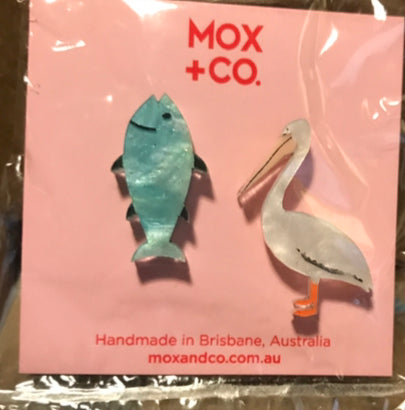 MOX
+CO.
Handmade in Brisbane, Australia
moxandco.com.au